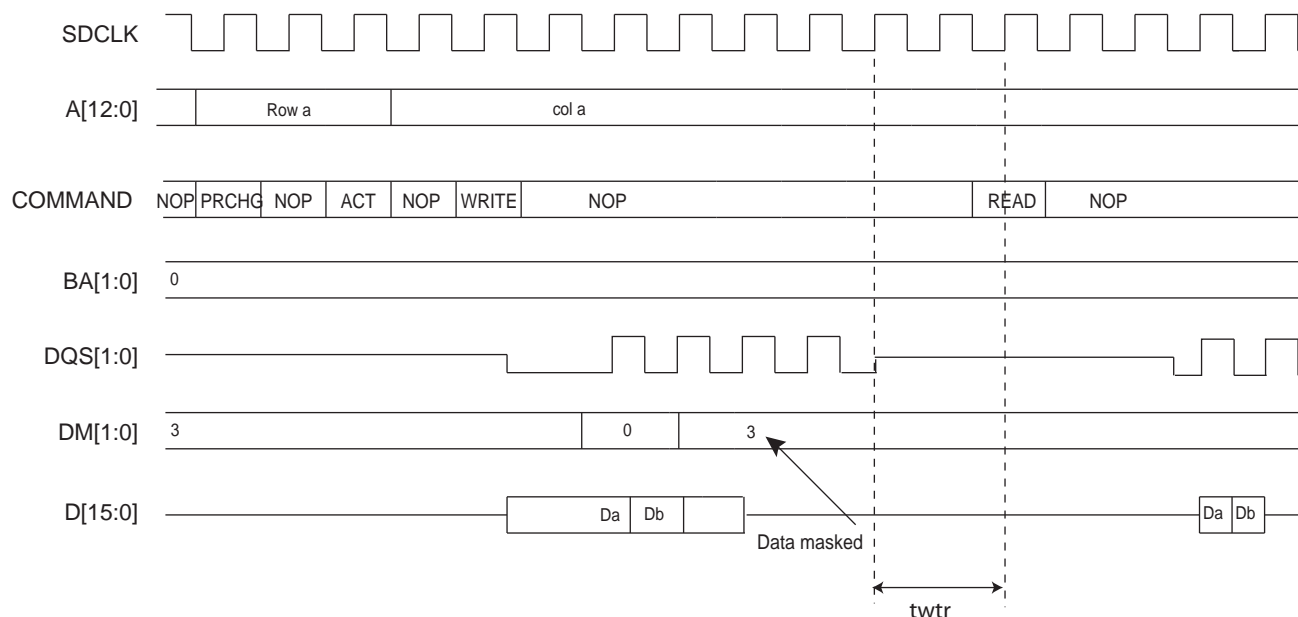 SDCLK
A[12:0] Row a col a
COMMAND NOP PRCHG NOP ACT NOP WRITE NOP READ NOP
BA[1:0] 0
DQS[1:0]
DM[1:0] 3 0 3
D[15:0] Da Db Da Db
Data masked
twtr